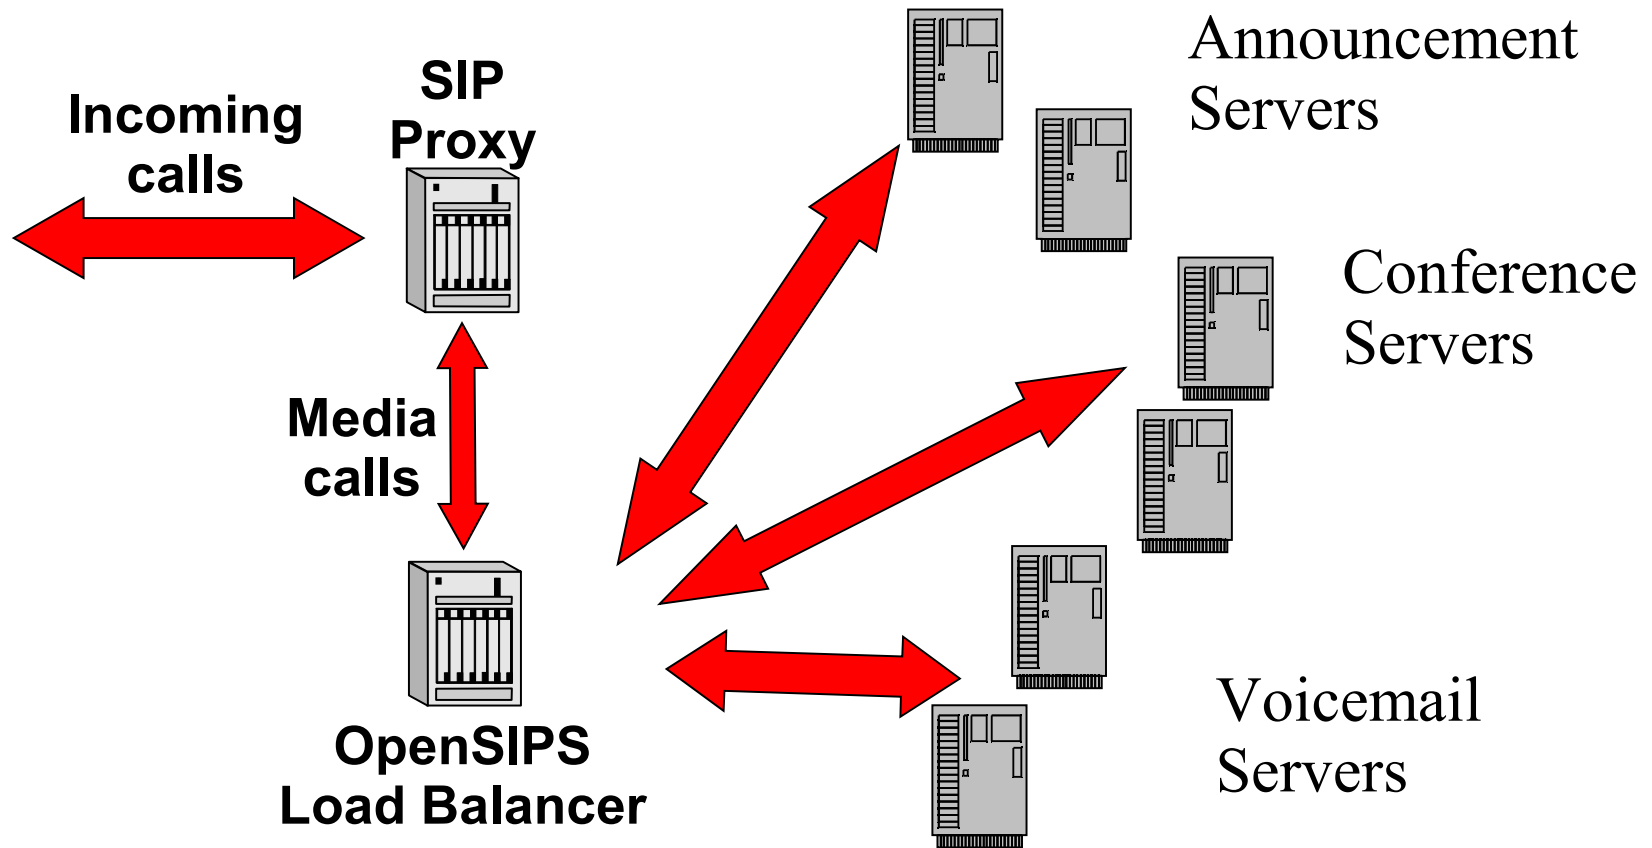 Incoming
calls
SIP
Proxy
Media
calls
OpenSIPS
Load Balancer
Announcement
Servers
Conference
Servers
Voicemail
Servers